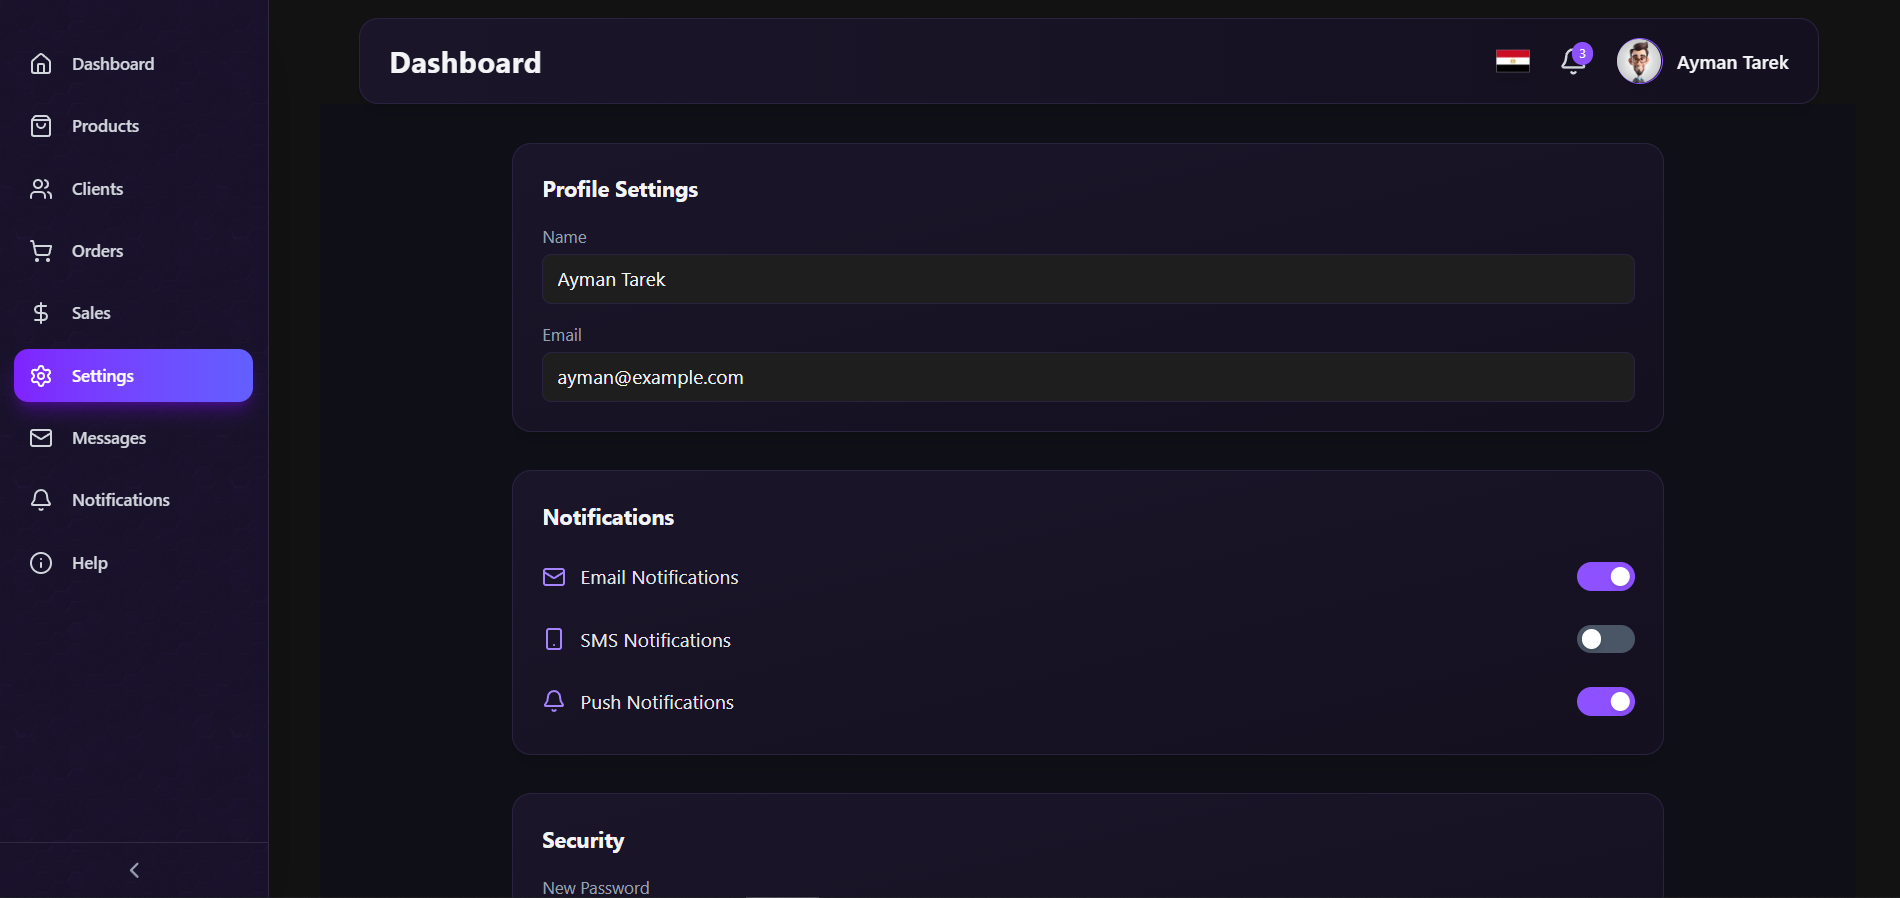 Dashboard
Products
Clients
Orders
Sales
Settings
Messages
Notifications
Help
Dashboard
3
Ayman Tarek
Profile Settings
Name
Ayman Tarek
Email
ayman@example.com
Notifications
Email Notifications
SMS Notifications
Push Notifications
Security
New Password